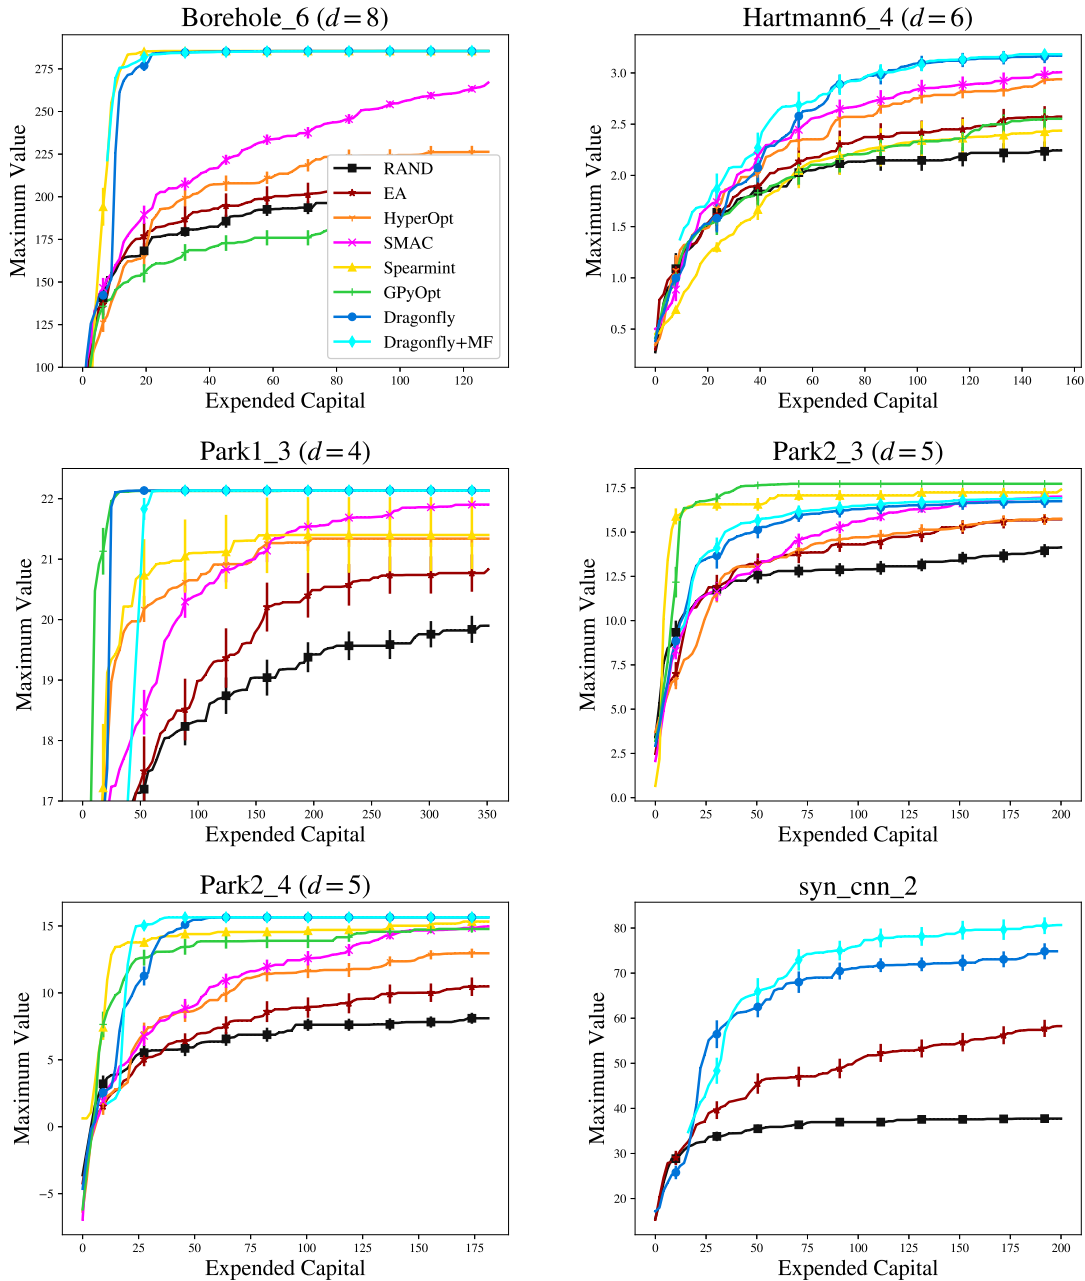 Borehole_6 (d = 8)
Maximum Value
275
250
225
200
175
150
125
100
0 20 40 60 80 100 120
Expended Capital
RAND
EA
HyperOpt
SMAC
Spearmint
GPyOpt
Dragonfly
Dragonfly+MF
Hartmann6_4 (d = 6)
Maximum Value
3.0
2.5
2.0
1.5
1.0
0.5
0 20 40 60 80 100 120 140 160
Expended Capital
Park1_3 (d = 4)
Maximum Value
22
21
20
19
18
17
0 50 100 150 200 250 300 350
Expended Capital
Park2_3 (d = 5)
Maximum Value
17.5
15.0
12.5
10.0
7.5
5.0
2.5
0.0
0 25 50 75 100 125 150 175 200
Expended Capital
Park2_4 (d = 5)
Maximum Value
15
10
5
0
−5
0 25 50 75 100 125 150 175
Expended Capital
syn_cnn_2
Maximum Value
80
70
60
50
40
30
20
0 25 50 75 100 125 150 175 200
Expended Capital